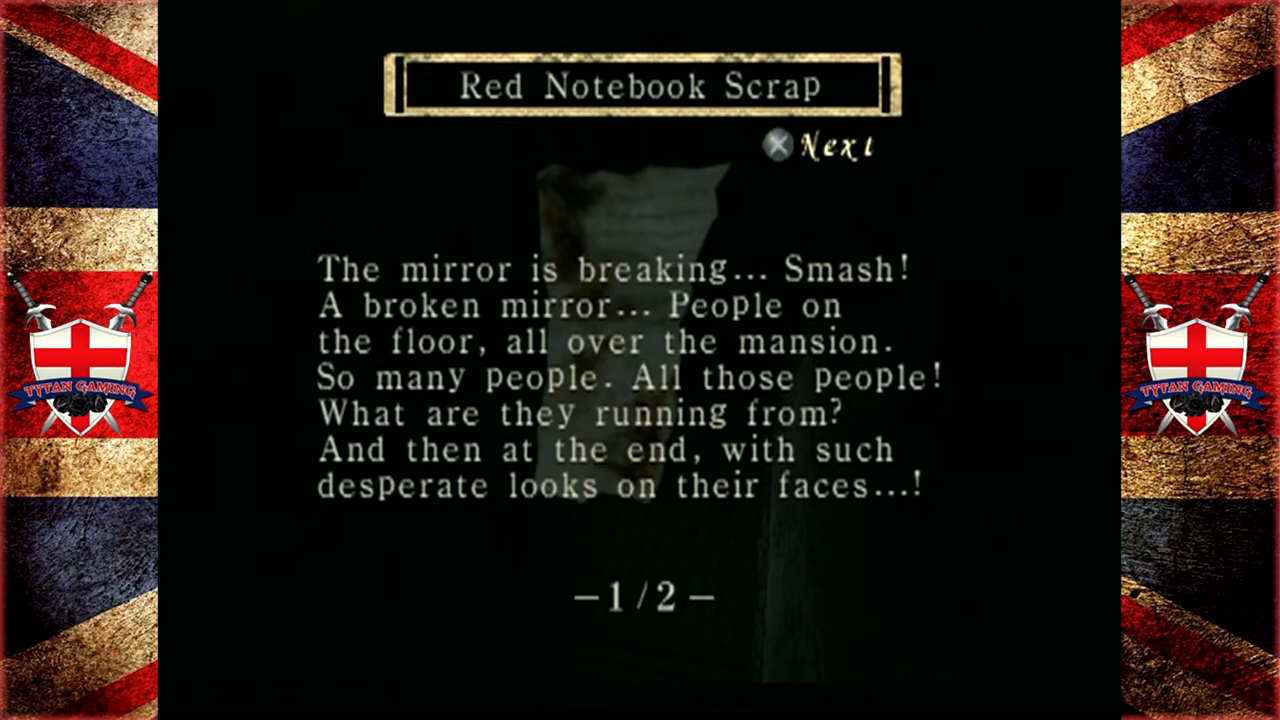 Red Notebook Scrap
Next
The mirror is breaking... Smash!
A broken mirror... People on
the floor, all over the mansion.
So many people. All those people!
What are they running from?
And then at the end, with such
desperate looks on their faces...!
–1/2–
TYTAN GAMING
TYTAN GAMING